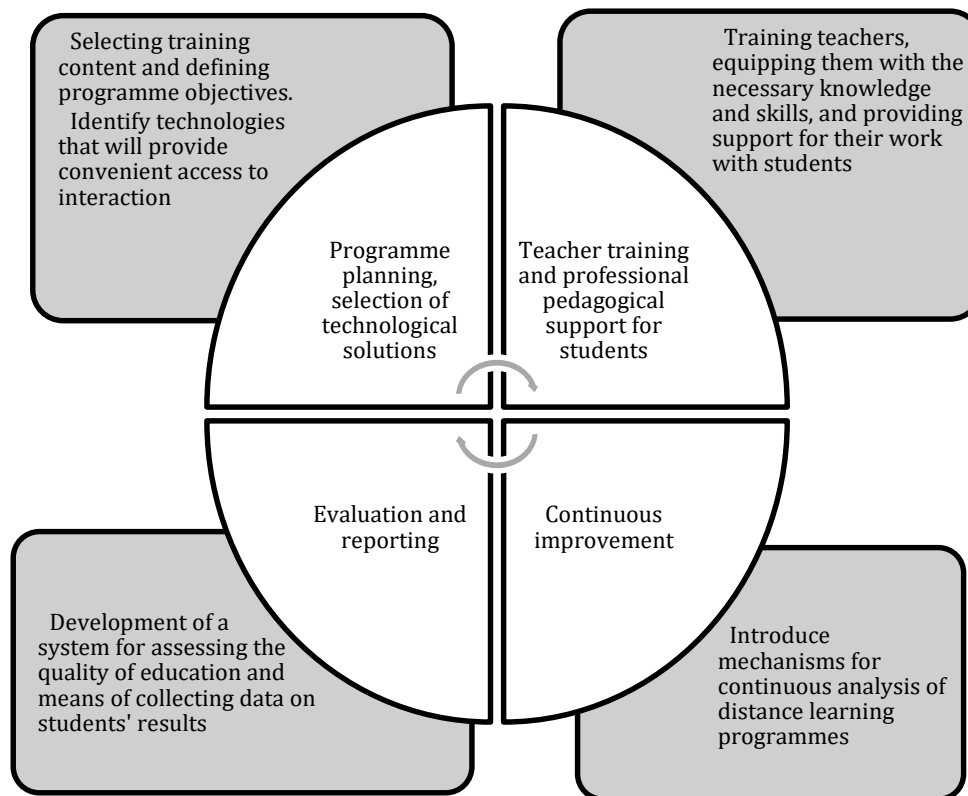 Selecting training
content and defining
programme objectives.
Identify technologies
that will provide
convenient access to
interaction
Training teachers,
equipping them with the
necessary knowledge
and skills, and providing
support for their work
with students
Programme
planning,
selection of
technological
solutions
Teacher training
and professional
pedagogical
support for
students
Evaluation and
reporting
Continuous
improvement
Development of a
system for assessing the
quality of education and
means of collecting data on
students' results
Introduce
mechanisms for
continuous analysis of
distance learning
programmes